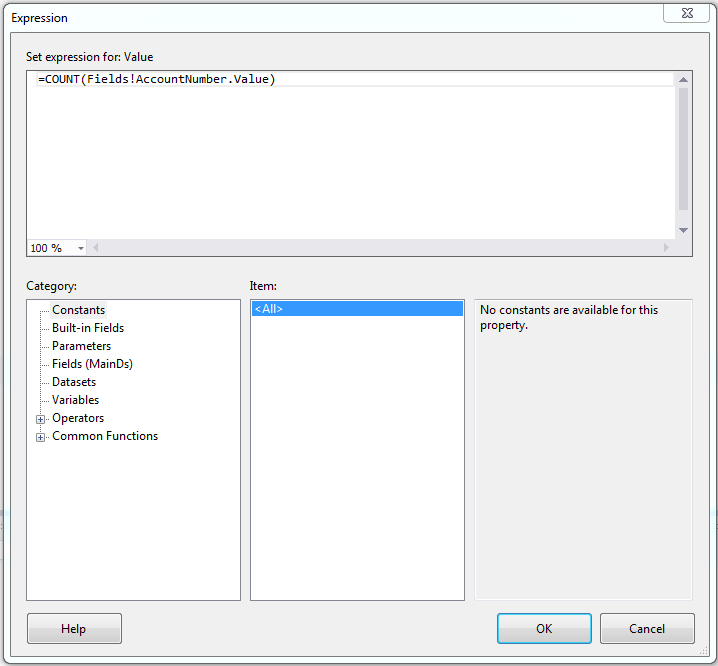 Expression
Set expression for: Value
=COUNT(Fields!AccountNumber.Value)
100 %
Category:
Item:
Constants
Built-in Fields
Parameters
Fields (MainDs)
Datasets
Variables
Operators
Common Functions
<All>
No constants are available for this
property.
Help
OK
Cancel